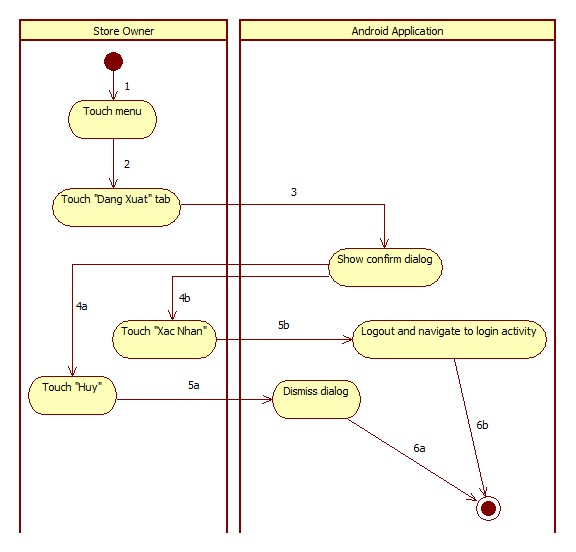 Store Owner
Android Application
1
Touch menu
2
Touch "Dang Xuat" tab
3
Show confirm dialog
4a
4b
Touch "Xac Nhan"
5b
Logout and navigate to login activity
Touch "Huy"
5a
Dismiss dialog
6a
6b